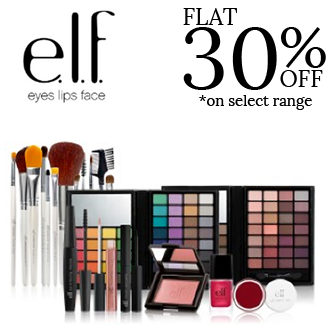 e.l.f
eyes lips face
FLAT
30%
OFF
*on select range
e.l.f.